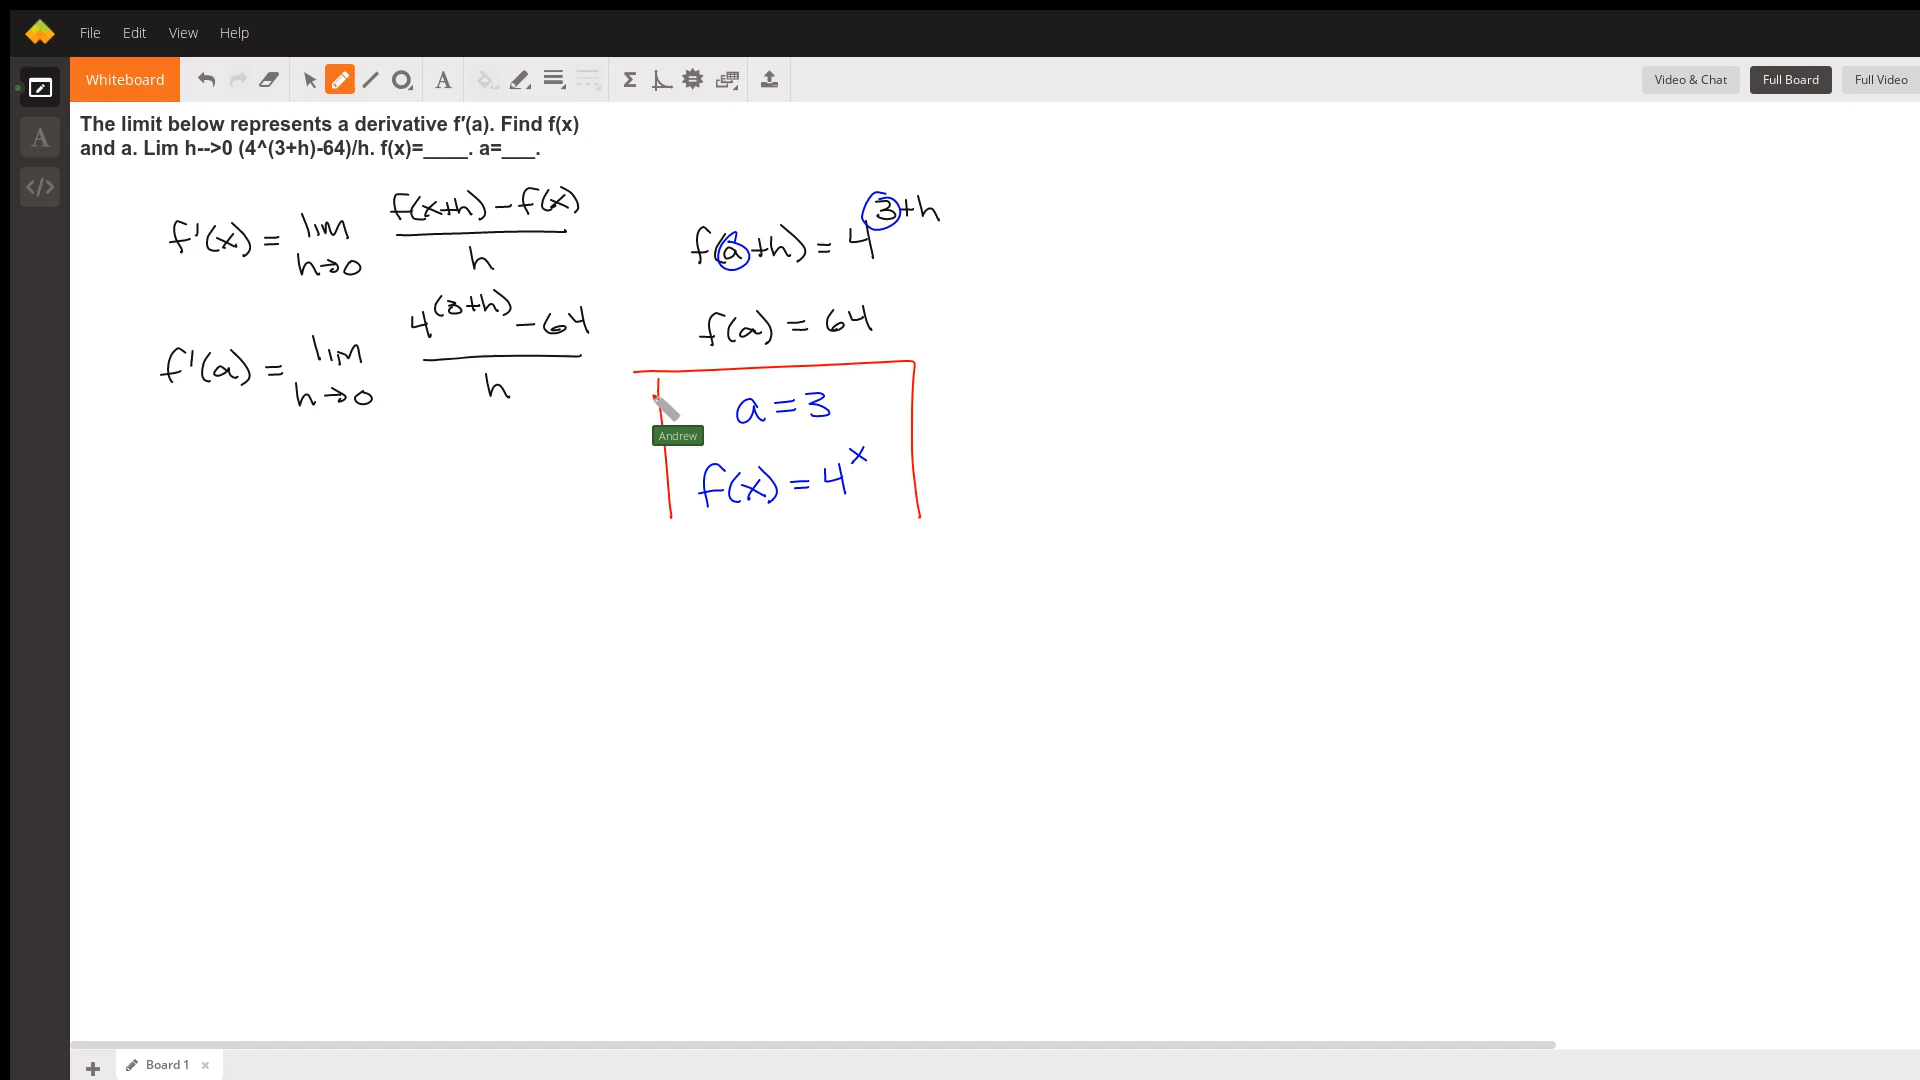 File Edit View Help
Whiteboard
Video & Chat Full Board Full Video
The limit below represents a derivative f′(a). Find f(x)
and a. Lim h-->0 (4^(3+h)-64)/h. f(x)=____. a=___.
f'(x) = lim h→0 (f(x+h) – f(x))/h
f'(a) = lim h→0 (4^(3+h) – 64)/h
f(a+h) = 4^3+h
f(a) = 64
a = 3
Andrew
f(x) = 4^x
Board 1